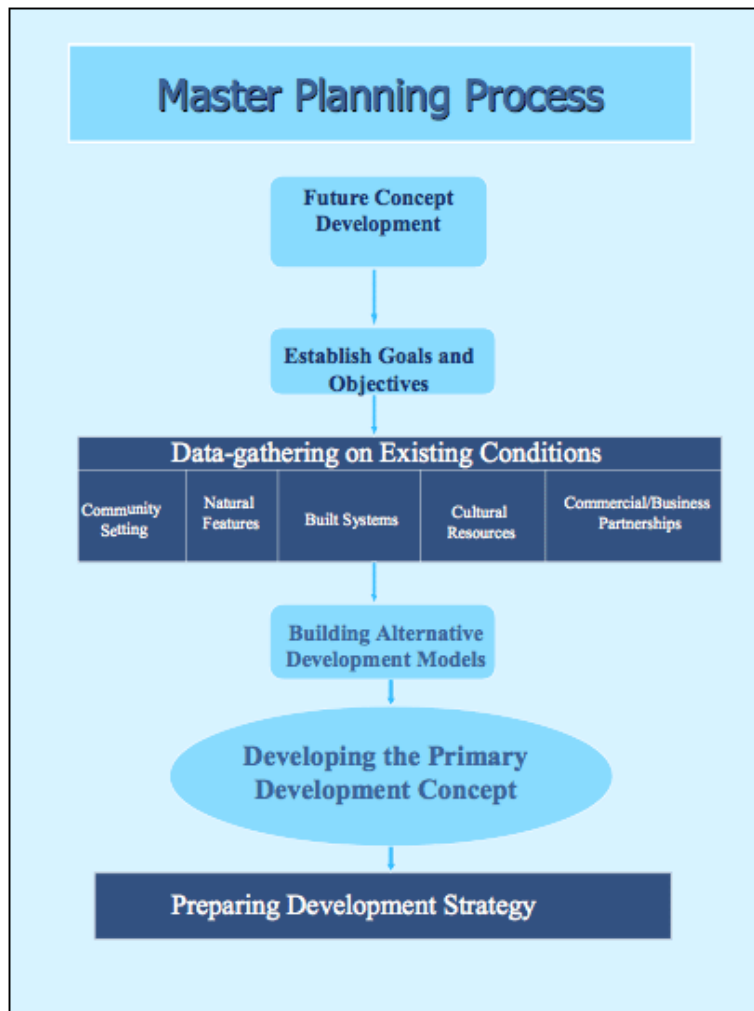 Master Planning Process
Future Concept
Development
Establish Goals and
Objectives
Data-gathering on Existing Conditions
Community
Setting
Natural
Features
Built Systems
Cultural
Resources
Commercial/Business
Partnerships
Building Alternative
Development Models
Developing the Primary
Development Concept
Preparing Development Strategy